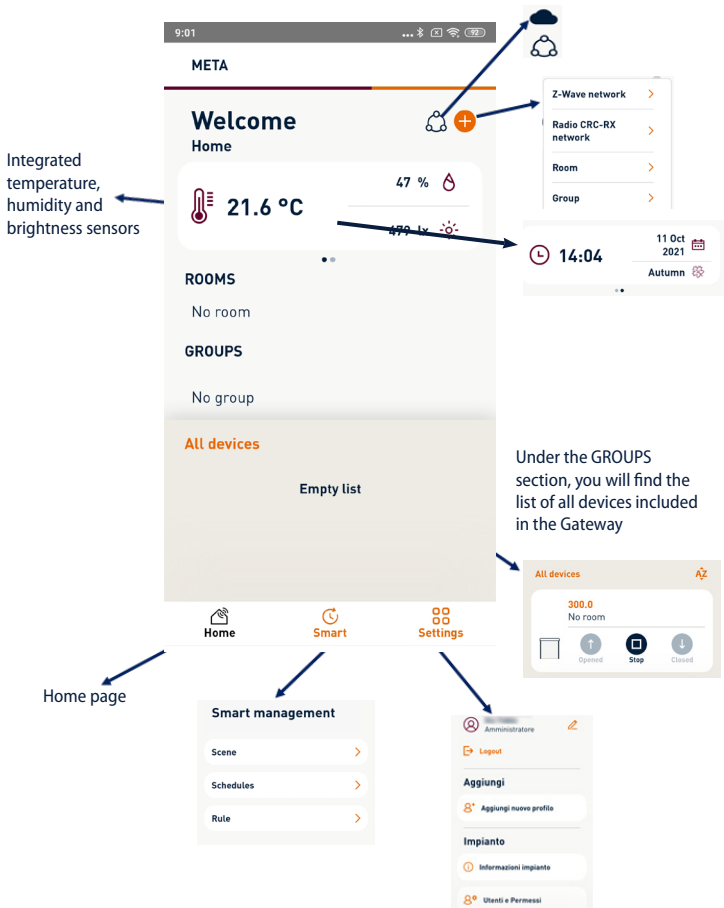 9:01
92
META
Welcome
Home
Integrated
temperature,
humidity and
brightness sensors
21.6 °C
47 %
479 lx
Z-Wave network
Radio CRC-RX
network
Room
Group
14:04
11 Oct
2021
Autumn
ROOMS
No room
GROUPS
No group
All devices
Empty list
Under the GROUPS
section, you will find the
list of all devices included
in the Gateway
All devices
AZ
300.0
No room
Opened
Stop
Closed
Home
Smart
Settings
Home page
Smart management
Scene
Schedules
Rule
Amministratore
Logout
Aggiungi
Aggiungi nuovo profilo
Impianto
Informazioni impianto
Utenti e Permessi